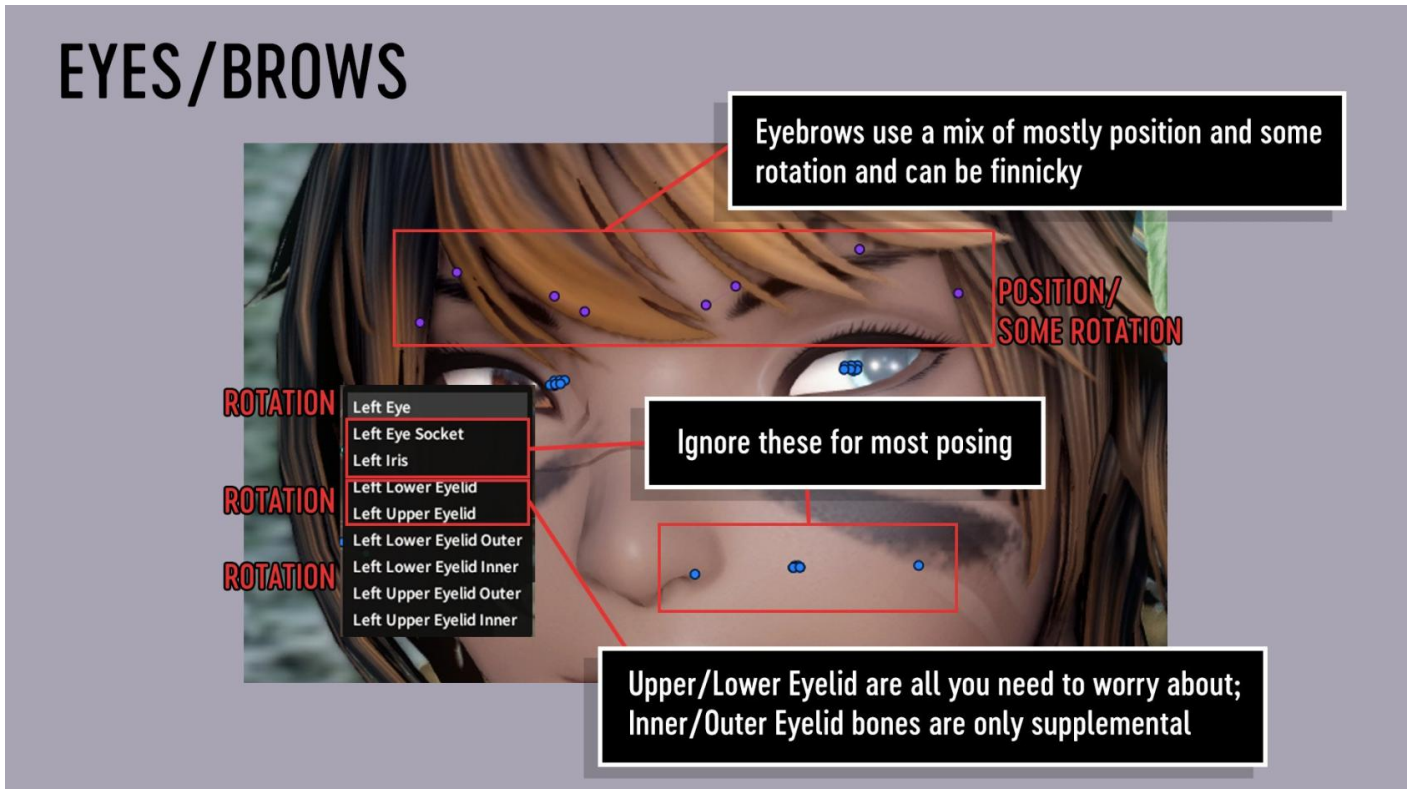 EYES/BROWS
Eyebrows use a mix of mostly position and some
rotation and can be finnicky
POSITION/
SOME ROTATION
ROTATION
Left Eye
Left Eye Socket
Left Iris
Ignore these for most posing
ROTATION
Left Lower Eyelid
Left Upper Eyelid
Left Lower Eyelid Outer
ROTATION
Left Lower Eyelid Inner
Left Upper Eyelid Outer
Left Upper Eyelid Inner
Upper/Lower Eyelid are all you need to worry about;
Inner/Outer Eyelid bones are only supplemental